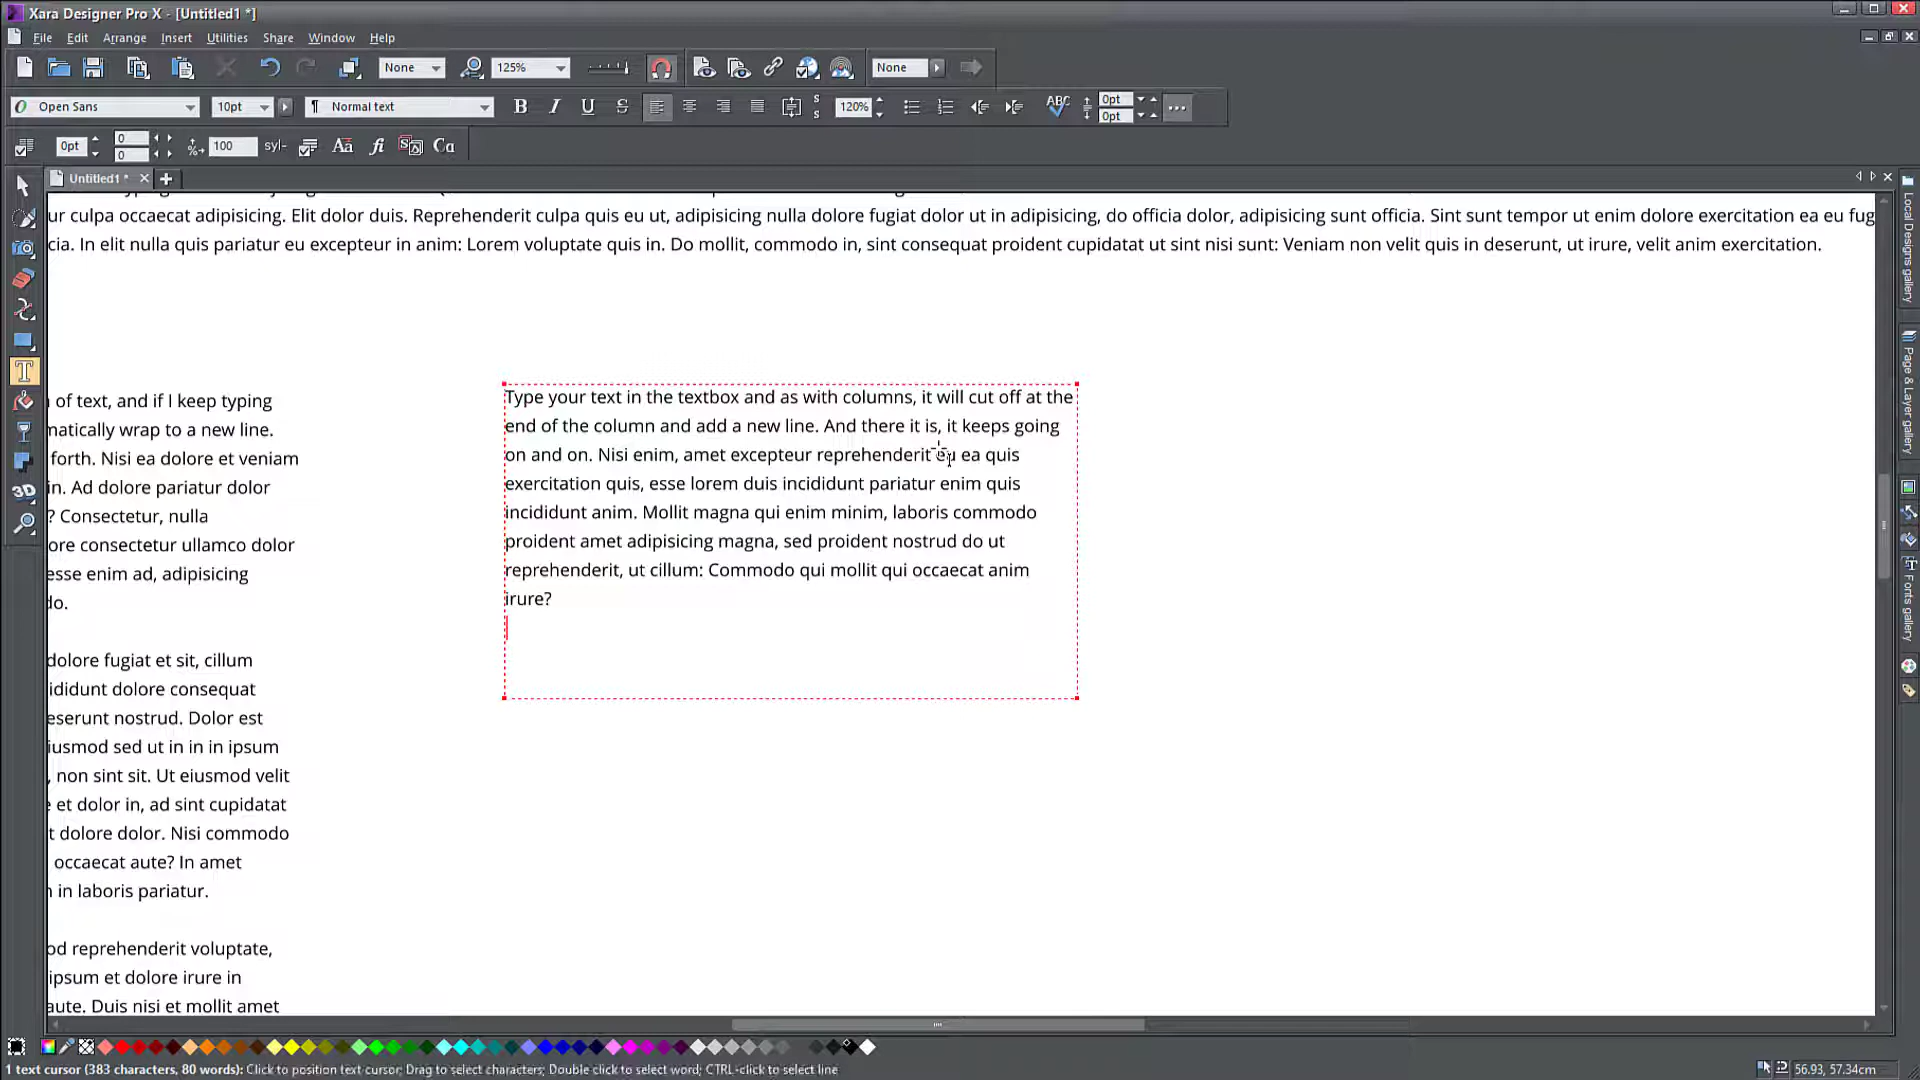 Xara Designer Pro X - [Untitled1 *]
File Edit Arrange Insert Utilities Share Window Help
None 125% None
Open Sans 10pt ¶ Normal text B I U S 120% ABC 0pt
0pt
0pt 0 100 syl- Aa fi Ca
0
Untitled1 *
ur culpa occaecat adipisicing. Elit dolor duis. Reprehenderit culpa quis eu ut, adipisicing nulla dolore fugiat dolor ut in adipisicing, do officia dolor, adipisicing sunt officia. Sint sunt tempor ut enim dolore exercitation ea eu fug
cia. In elit nulla quis pariatur eu excepteur in anim: Lorem voluptate quis in. Do mollit, commodo in, sint consequat proident cupidatat ut sint nisi sunt: Veniam non velit quis in deserunt, ut irure, velit anim exercitation.
of text, and if I keep typing
matically wrap to a new line.
forth. Nisi ea dolore et veniam
in. Ad dolore pariatur dolor
? Consectetur, nulla
ore consectetur ullamco dolor
esse enim ad, adipisicing
do.
dolore fugiat et sit, cillum
ididunt dolore consequat
eserunt nostrud. Dolor est
iusmod sed ut in in in ipsum
, non sint sit. Ut eiusmod velit
e et dolor in, ad sint cupidatat
t dolore dolor. Nisi commodo
occaecat aute? In amet
in laboris pariatur.
od reprehenderit voluptate,
ipsum et dolore irure in
aute. Duis nisi et mollit amet
Type your text in the textbox and as with columns, it will cut off at the
end of the column and add a new line. And there it is, it keeps going
on and on. Nisi enim, amet excepteur reprehenderit eu ea quis
exercitation quis, esse lorem duis incididunt pariatur enim quis
incididunt anim. Mollit magna qui enim minim, laboris commodo
proident amet adipisicing magna, sed proident nostrud do ut
reprehenderit, ut cillum: Commodo qui mollit qui occaecat anim
irure?
T
3D
Local Designs gallery
Page & Layer gallery
Fonts gallery
1 text cursor (383 characters, 80 words): Click to position text cursor; Drag to select characters; Double click to select word; CTRL-click to select line
56.93, 57.34cm